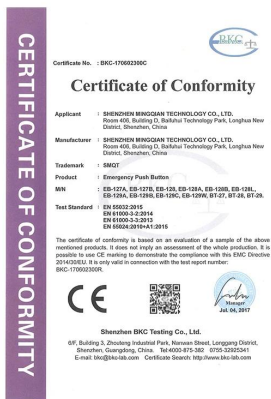 BKC
Certificate No. : BKC-170602300C
Certificate of Conformity
CERTIFICATE OF CONFORMITY
Applicant : SHENZHEN MINGQIAN TECHNOLOGY CO., LTD.
Room 406, Building D, Baifuhui Technology Park, Longhua New
District, Shenzhen, China
Manufacturer : SHENZHEN MINGQIAN TECHNOLOGY CO., LTD.
Room 406, Building D, Baifuhui Technology Park, Longhua New
District, Shenzhen, China
Trademark : SMQT
Product : Emergency Push Button
M/N : EB-127A, EB-127B, EB-126, EB-128A, EB-128B, EB-128L,
EB-129A, EB-129B, EB-129C, EB-129W, BT-27, BT-28, BT-29.
Test Standard : EN 55032:2015
EN 61000-3-2:2014
EN 61000-3-3:2013
EN 55024:2010+A1:2015
The certificate of conformity is based on an evaluation of a sample of the above
mentioned products. It does not imply an assessment of the whole production. It is
possible to use CE marking to demonstrate the compliance with this EMC Directive
2014/30/EU. It is only valid in connection with the test report number:
BKC-170602300R.
CE
Manager
Jul. 04, 2017
Shenzhen BKC Testing Co., Ltd.
6/F, Building 3, Zhouteng Industrial Park, Nanwan Street, Longgang District,
Shenzhen, Guangdong, China. Tel:4000-875-382 0755-32925341
E-mail: bkc@bkc-lab.com Certificate Search: http://www.bkc-lab.com/